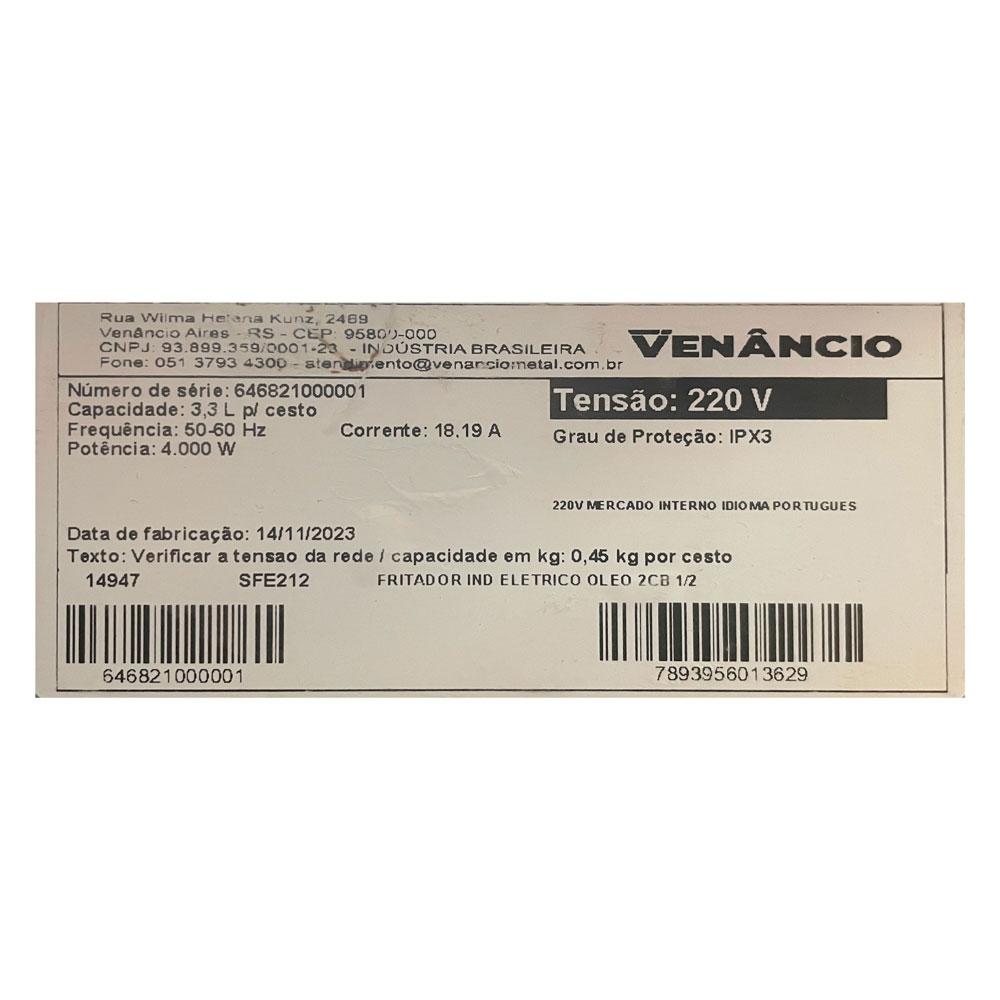 Rua Wilma Helena Kunz, 2469
Venâncio Aires - RS - CEP: 95800-000
CNPJ: 93.899.359/0001-23 - INDÚSTRIA BRASILEIRA
Fone: 051 3793 4300 - atendimento@venanciometal.com.br
VENÂNCIO
Número de série: 646821000001
Capacidade: 3,3 L p/ cesto
Frequência: 50-60 Hz Corrente: 18,19 A
Potência: 4.000 W
Tensão: 220 V
Grau de Proteção: IPX3
220V MERCADO INTERNO IDIOMA PORTUGUES
Data de fabricação: 14/11/2023
Texto: Verificar a tensao da rede / capacidade em kg: 0,45 kg por cesto
14947 SFE212 FRITADOR IND ELETRICO OLEO 2CB 1/2
646821000001 7893956013629